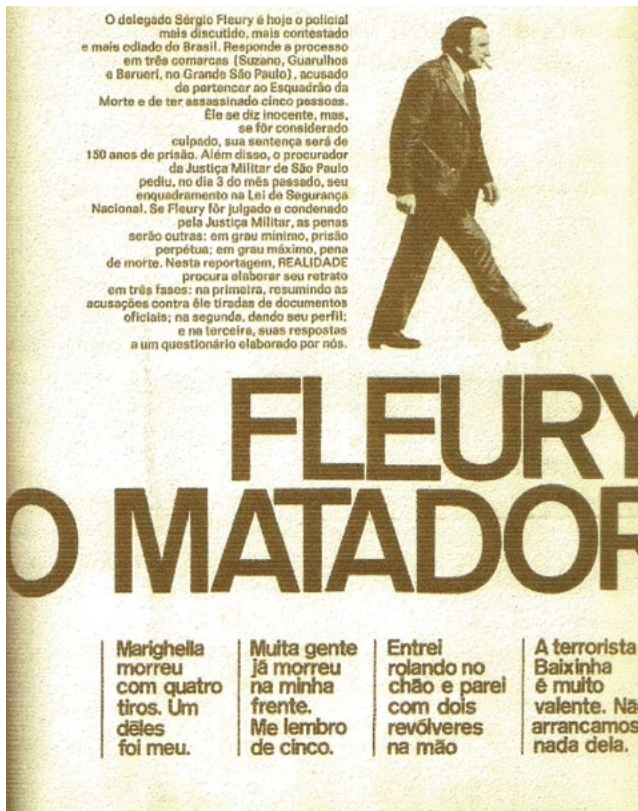 O delegado Sérgio Fleury é hoje o policial
mais discutido, mais contestado
e mais odiado do Brasil. Responde a processo
em três comarcas (Suzano, Guarulhos
e Barueri, no Grande São Paulo), acusado
de pertencer ao Esquadrão da
Morte e de ter assassinado cinco pessoas.
Êle se diz inocente, mas,
se fôr considerado
culpado, sua sentença será de
150 anos de prisão. Além disso, o procurador
da Justiça Militar de São Paulo
pediu, no dia 3 do mês passado, seu
enquadramento na Lei de Segurança
Nacional. Se Fleury fôr julgado e condenado
pela Justiça Militar, as penas
serão outras: em grau mínimo, prisão
perpétua; em grau máximo, pena
de morte. Nesta reportagem, REALIDADE
procura elaborar seu retrato
em três fases: na primeira, resumindo as
acusações contra êle tiradas de documentos
oficiais; na segunda, dando seu perfil;
e na terceira, suas respostas
a um questionário elaborado por nós.
FLEURY
O MATADOR
Marighella
morreu
com quatro
tiros. Um
dêles
foi meu.
Muita gente
já morreu
na minha
frente.
Me lembro
de cinco.
Entrei
rolando no
chão e parei
com dois
revólveres
na mão
A terrorista
Baixinha
é muito
valente. Nã
arrancamos
nada dela.